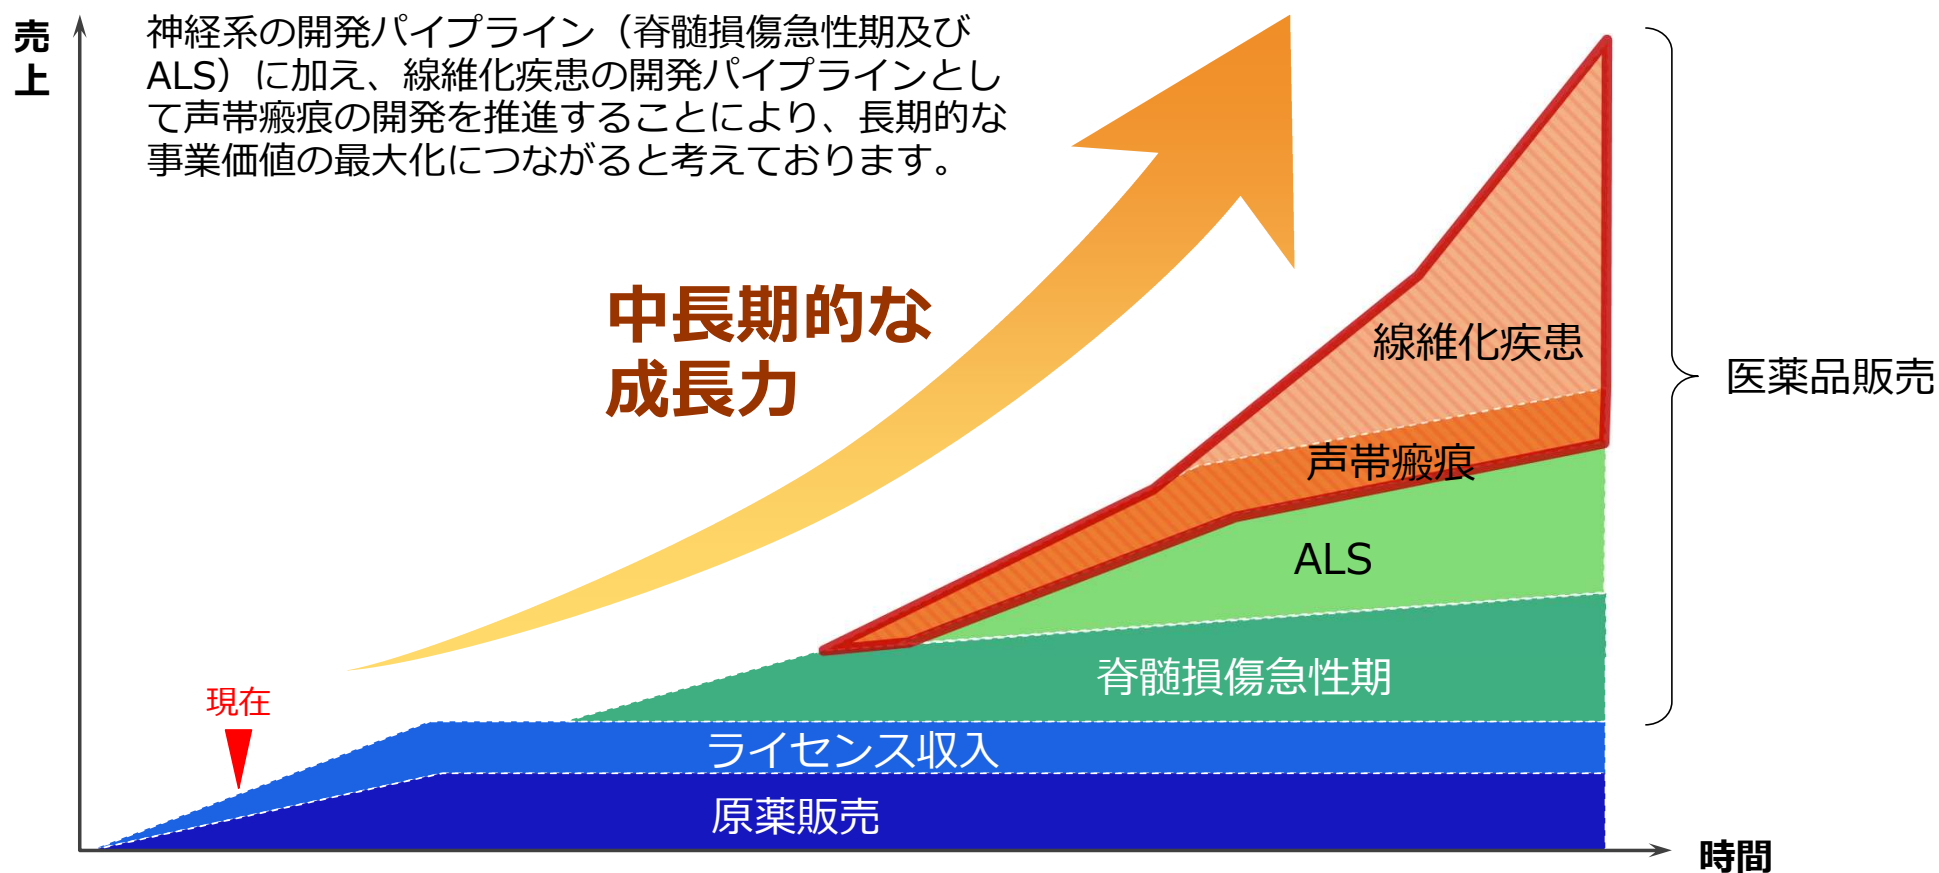 売
上
神経系の開発パイプライン（脊髄損傷急性期及び
ALS）に加え、線維化疾患の開発パイプラインとし
て声帯瘢痕の開発を推進することにより、長期的な
事業価値の最大化につながると考えております。
中長期的な
成長力
線維化疾患
医薬品販売
声帯瘢痕
ALS
脊髄損傷急性期
現在
ライセンス収入
原薬販売
時間